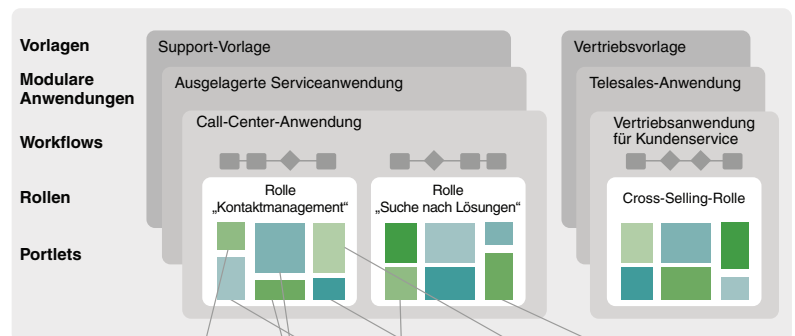 Vorlagen
Support-Vorlage
Vertriebsvorlage
Modulare
Anwendungen
Ausgelagerte Serviceanwendung
Telesales-Anwendung
Call-Center-Anwendung
Vertriebsanwendung
für Kundenservice
Workflows
Rollen
Rolle
„Kontaktmanagement“
Rolle
„Suche nach Lösungen“
Cross-Selling-Rolle
Portlets